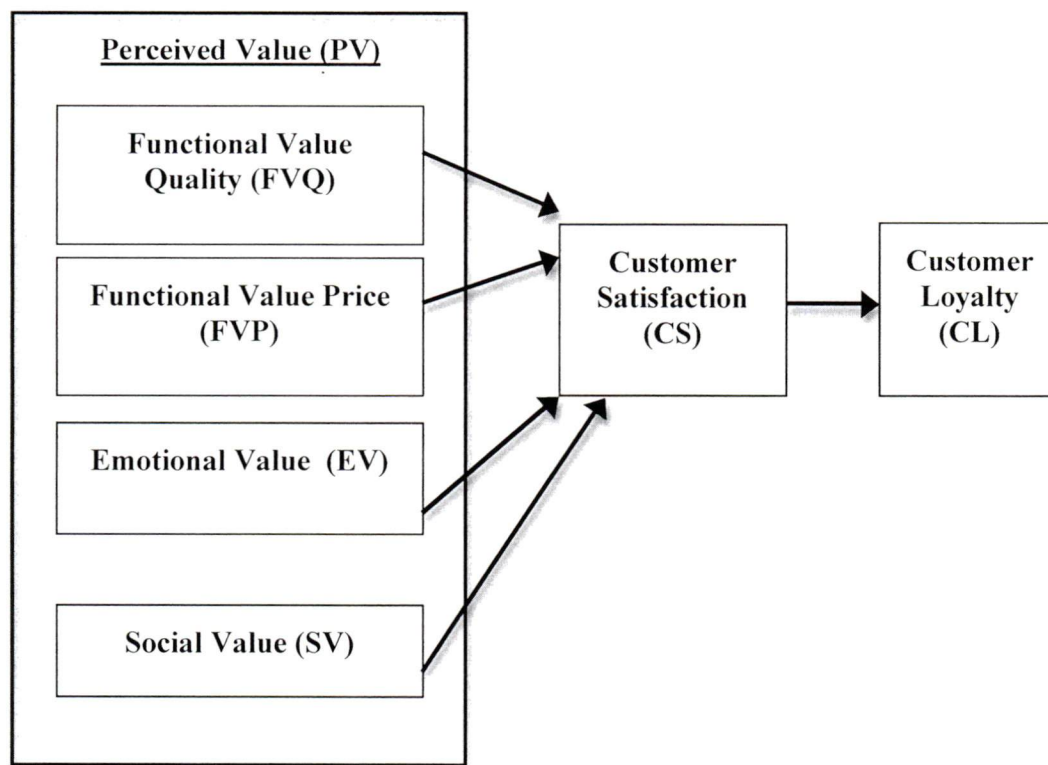 Perceived Value (PV)
Functional Value
Quality (FVQ)
Functional Value Price
(FVP)
Emotional Value (EV)
Social Value (SV)
Customer
Satisfaction
(CS)
Customer
Loyalty
(CL)